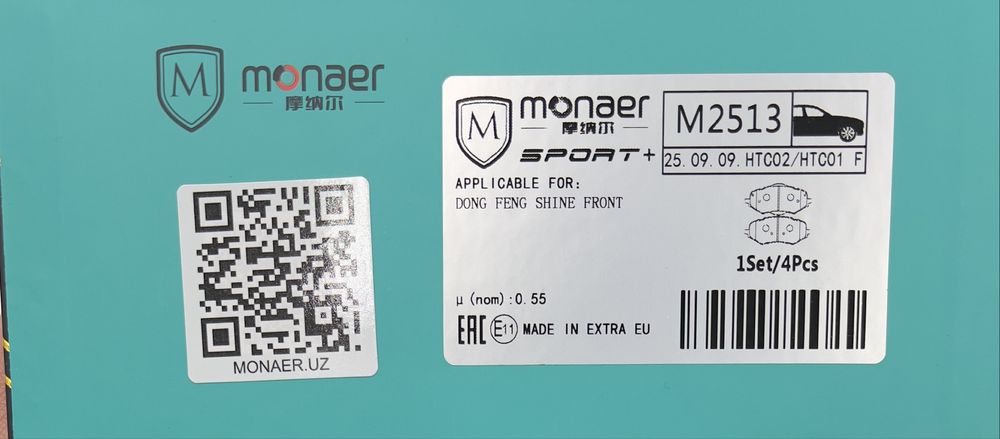 M
monaer
摩纳尔
MONAER.UZ
M
monaer
摩纳尔
SPORT+
M2513
25.09.09.HTC02/HTC01 F
APPLICABLE FOR:
DONG FENG SHINE FRONT
1Set/4Pcs
μ(nom):0.55
EAC E11 MADE IN EXTRA EU